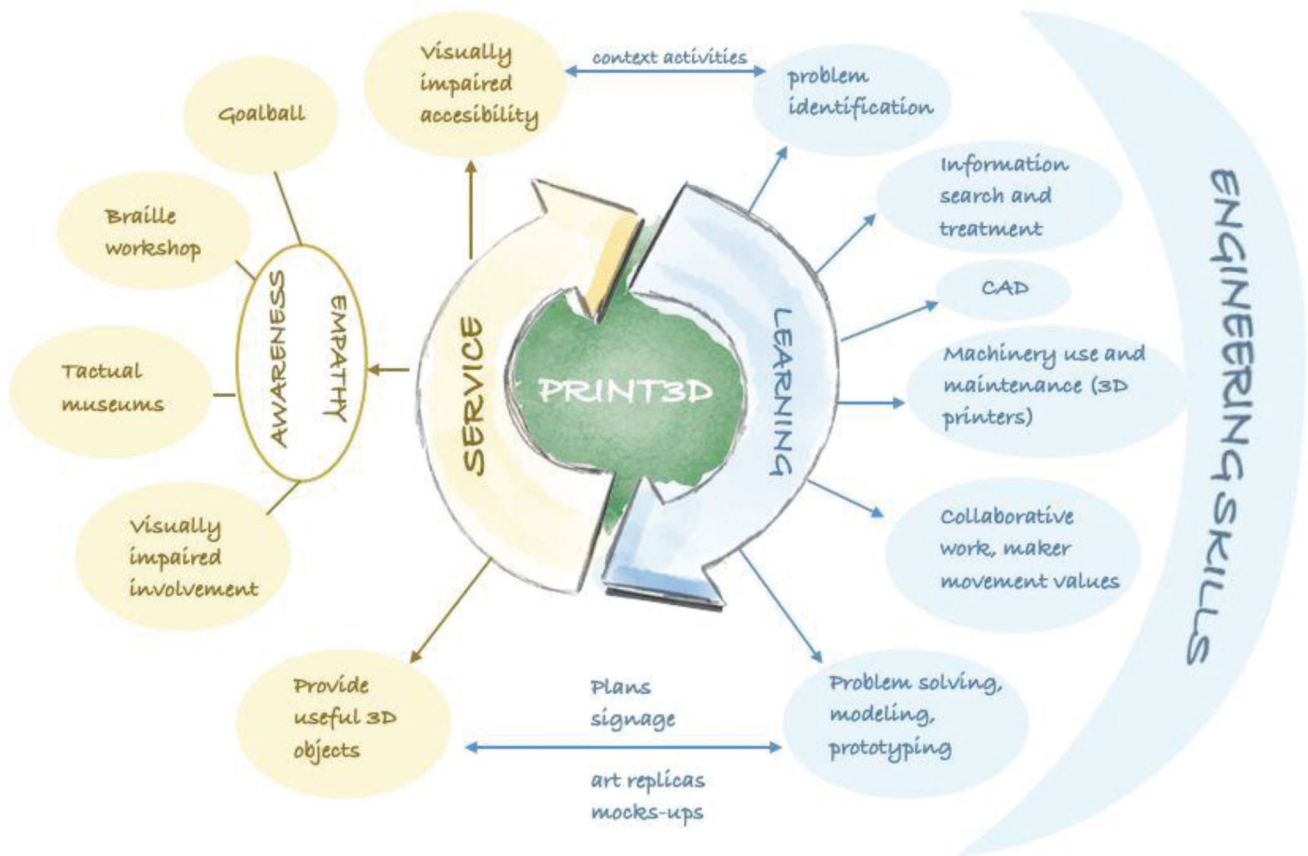 Visually
impaired
accesibility
context activities
problem
identification
Goalball
Braille
workshop
Tactual
museums
Visually
impaired
involvement
AWARENESS
EMPATHY
SERVICE
PRINT3D
LEARNING
Information
search and
treatment
CAD
Machinery use and
maintenance (3D
printers)
Collaborative
work, maker
movement values
Problem solving,
modeling,
prototyping
Provide
useful 3D
objects
Plans
signage
art replicas
mocks-ups
ENGINEERING SKILLS